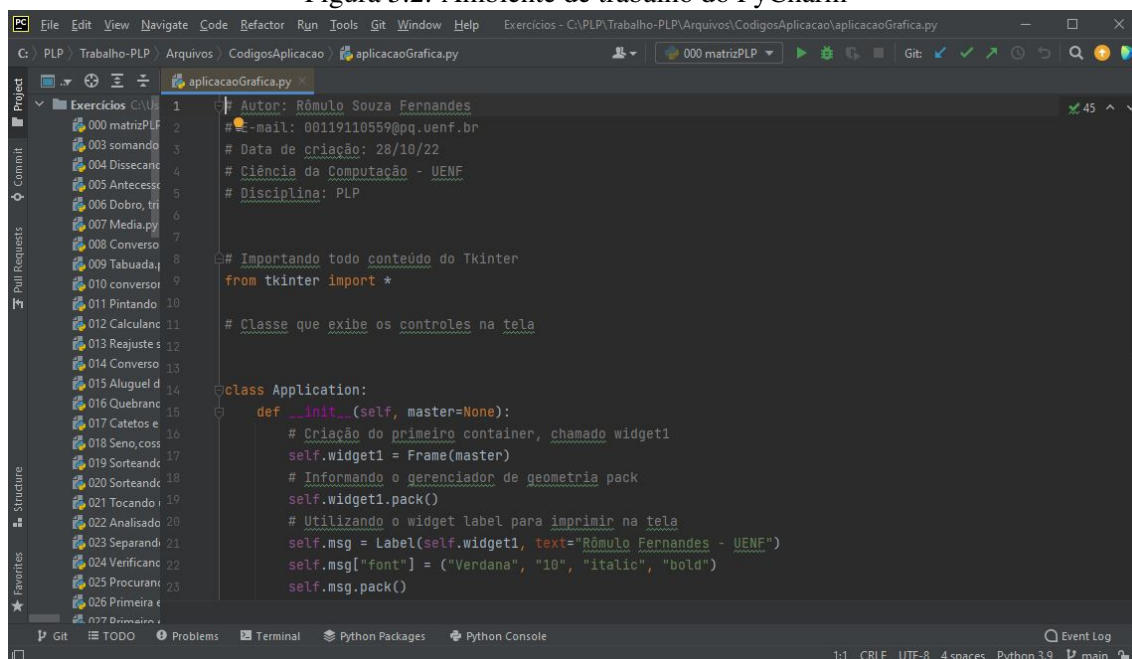 Figura 3.2: Ambiente de trabalho do PyCharm
PC File Edit View Navigate Code Refactor Run Tools Git Window Help Exercícios - C:\PLP\Trabalho-PLP\Arquivos\CodigosAplicacao\aplicacaoGrafica.py
C: PLP Trabalho-PLP Arquivos CodigosAplicacao aplicacaoGrafica.py 000 matrizPLP Git:
aplicacaoGrafica.py
Project
Commit
Pull Requests
Structure
Favorites
Exercícios C:\Us
000 matrizPLP
003 somando
004 Dissecand
005 Antecesso
006 Dobro, tri
007 Media.py
008 Converso
009 Tabuada.p
010 conversor
011 Pintando
012 Calculand
013 Reajuste s
014 Converso
015 Aluguel d
016 Quebrand
017 Catetos e
018 Seno,coss
019 Sorteando
020 Sorteando
021 Tocando
022 Analisado
023 Separand
024 Verificand
025 Procurand
026 Primeira e
027 Primeiro
45
1 # Autor: Rômulo Souza Fernandes
2 # E-mail: 00119110559@pq.uenf.br
3 # Data de criação: 28/10/22
4 # Ciência da Computação - UENF
5 # Disciplina: PLP
6
7
8 # Importando todo conteúdo do Tkinter
9 from tkinter import *
10
11 # Classe que exibe os controles na tela
12
13
14 class Application:
15 def __init__(self, master=None):
16 # Criação do primeiro container, chamado widget1
17 self.widget1 = Frame(master)
18 # Informando o gerenciador de geometria pack
19 self.widget1.pack()
20 # Utilizando o widget label para imprimir na tela
21 self.msg = Label(self.widget1, text="Rômulo Fernandes - UENF")
22 self.msg["font"] = ("Verdana", "10", "italic", "bold")
23 self.msg.pack()
Git TODO Problems Terminal Python Packages Python Console Event Log
1:1 CRLF UTF-8 4 spaces Python 3.9 main